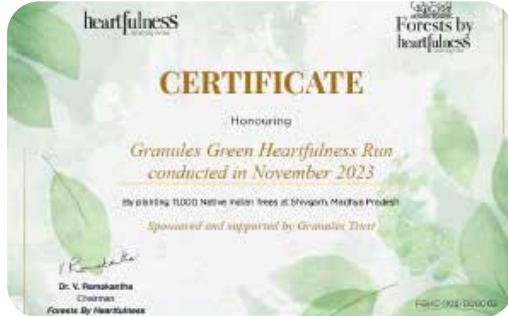 heartfulness
Forests by
heartfulness
CERTIFICATE
Honouring
Granules Green Heartfulness Run
conducted in November 2023
By planting 11,000 Native Indian Trees at Shivgarh, Madhya Pradesh
Sponsored and supported by Granules Trust
Dr. V. Ramakantha
Chairman
Forests By Heartfulness